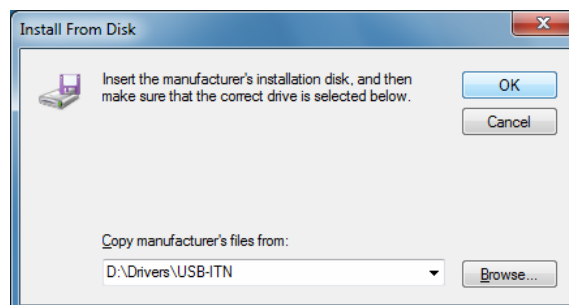 Install From Disk
Insert the manufacturer's installation disk, and then
make sure that the correct drive is selected below.
OK
Cancel
Copy manufacturer's files from:
D:\Drivers\USB-ITN
Browse...